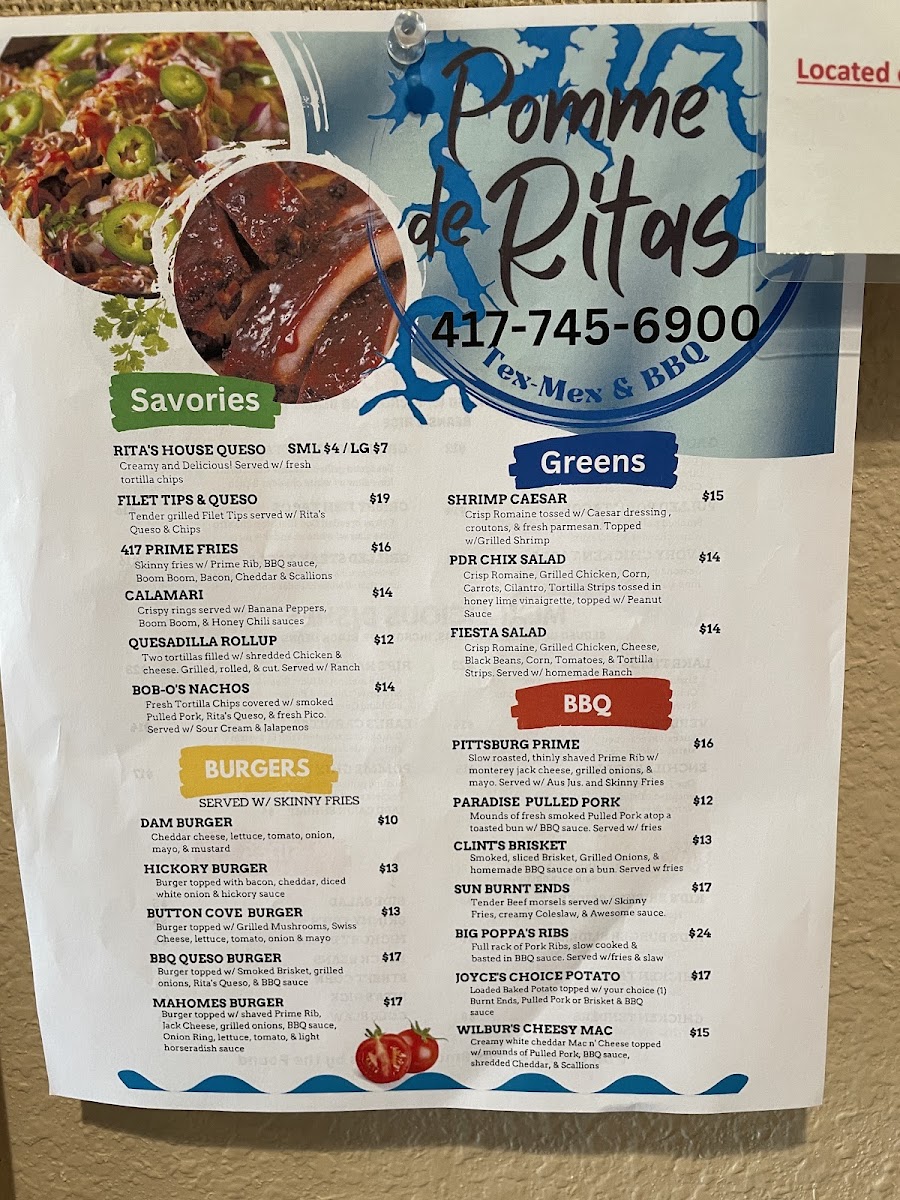 Located
Pomme
de Ritas
417-745-6900
Tex-Mex & BBQ
Savories
RITA'S HOUSE QUESO SML $4 / LG $7
Creamy and Delicious! Served w/ fresh
tortilla chips
FILET TIPS & QUESO $19
Tender grilled Filet Tips served w/ Rita's
Queso & Chips
417 PRIME FRIES $16
Skinny fries w/ Prime Rib, BBQ sauce,
Boom Boom, Bacon, Cheddar & Scallions
CALAMARI $14
Crispy rings served w/ Banana Peppers,
Boom Boom, & Honey Chili sauces
QUESADILLA ROLLUP $12
Two tortillas filled w/ shredded Chicken &
cheese. Grilled, rolled, & cut. Served w/ Ranch
BOB-O'S NACHOS $14
Fresh Tortilla Chips covered w/ smoked
Pulled Pork, Rita's Queso, & fresh Pico.
Served w/ Sour Cream & Jalapenos
BURGERS
SERVED W/ SKINNY FRIES
DAM BURGER $10
Cheddar cheese, lettuce, tomato, onion,
mayo, & mustard
HICKORY BURGER $13
Burger topped with bacon, cheddar, diced
white onion & hickory sauce
BUTTON COVE BURGER $13
Burger topped w/ Grilled Mushrooms, Swiss
Cheese, lettuce, tomato, onion & mayo
BBQ QUESO BURGER $17
Burger topped w/ Smoked Brisket, grilled
onions, Rita's Queso, & BBQ sauce
MAHOMES BURGER $17
Burger topped w/ shaved Prime Rib,
Jack Cheese, grilled onions, BBQ sauce,
Onion Ring, lettuce, tomato, & light
horseradish sauce
Greens
SHRIMP CAESAR $15
Crisp Romaine tossed w/ Caesar dressing,
croutons, & fresh parmesan. Topped
w/Grilled Shrimp
PDR CHIX SALAD $14
Crisp Romaine, Grilled Chicken, Corn,
Carrots, Cilantro, Tortilla Strips tossed in
honey lime vinaigrette, topped w/ Peanut
Sauce
FIESTA SALAD $14
Crisp Romaine, Grilled Chicken, Cheese,
Black Beans, Corn, Tomatoes, & Tortilla
Strips. Served w/ homemade Ranch
BBQ
PITTSBURG PRIME $16
Slow roasted, thinly shaved Prime Rib w/
monterey jack cheese, grilled onions, &
mayo. Served w/ Aus Jus. and Skinny Fries
PARADISE PULLED PORK $12
Mounds of fresh smoked Pulled Pork atop a
toasted bun w/ BBQ sauce. Served w/ fries
CLINT'S BRISKET $13
Smoked, sliced Brisket, Grilled Onions, &
homemade BBQ sauce on a bun. Served w fries
SUN BURNT ENDS $17
Tender Beef morsels served w/ Skinny
Fries, creamy Coleslaw, & Awesome sauce.
BIG POPPA'S RIBS $24
Full rack of Pork Ribs, slow cooked &
basted in BBQ sauce. Served w/fries & slaw
JOYCE'S CHOICE POTATO $17
Loaded Baked Potato topped w/ your choice (1)
Burnt Ends, Pulled Pork or Brisket & BBQ
sauce
WILBUR'S CHEESY MAC $15
Creamy white cheddar Mac n' Cheese topped
w/ mounds of Pulled Pork, BBQ sauce,
shredded Cheddar, & Scallions